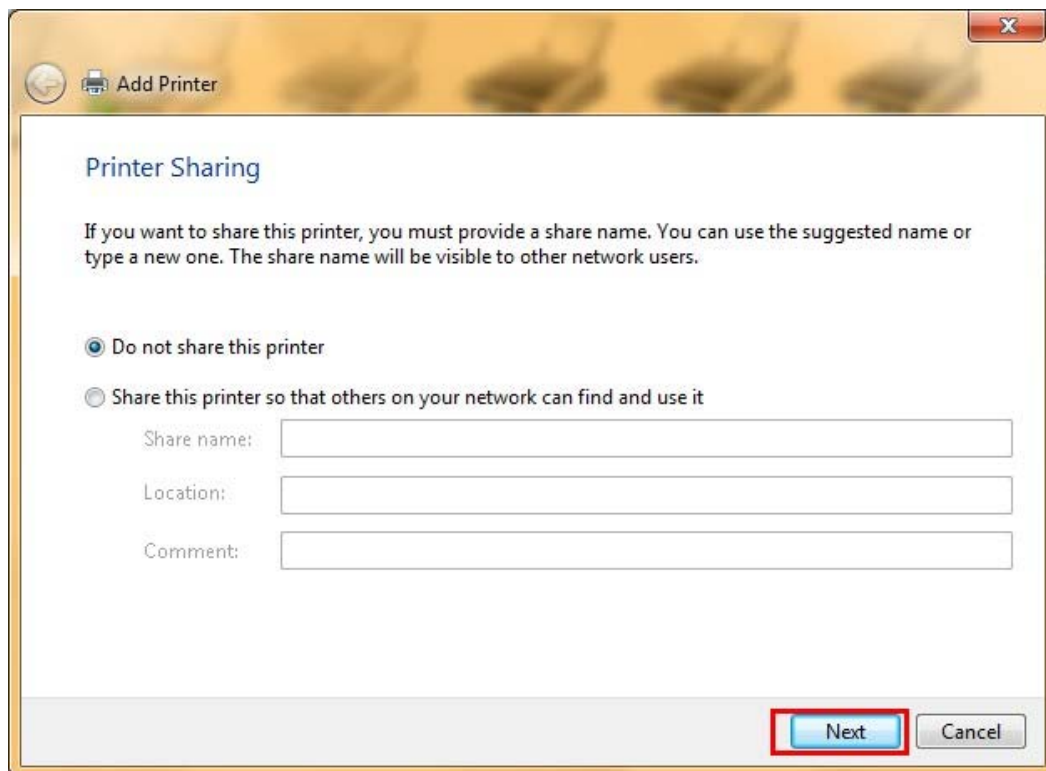 Add Printer
Printer Sharing
If you want to share this printer, you must provide a share name. You can use the suggested name or
type a new one. The share name will be visible to other network users.
Do not share this printer
Share this printer so that others on your network can find and use it
Share name:
Location:
Comment:
Next
Cancel